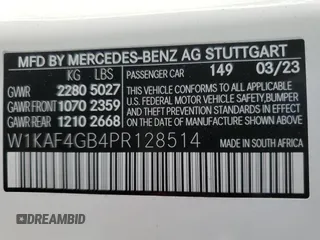 MFD BY MERCEDES-BENZ AG STUTTGART
KG LBS
PASSENGER CAR 149 03/23
GVWR 2280 5027
GAWR FRONT 1070 2359
GAWR REAR 1210 2668
THIS VEHICLE CONFORMS TO ALL APPLICABLE
U.S. FEDERAL MOTOR VEHICLE SAFETY, BUMPER,
AND THEFT PREVENTION STANDARDS IN EFFECT
ON THE DATE OF MANUFACTURE SHOWN ABOVE.
W1KAF4GB4PR128514
MADE IN SOUTH AFRICA
DREAMBID